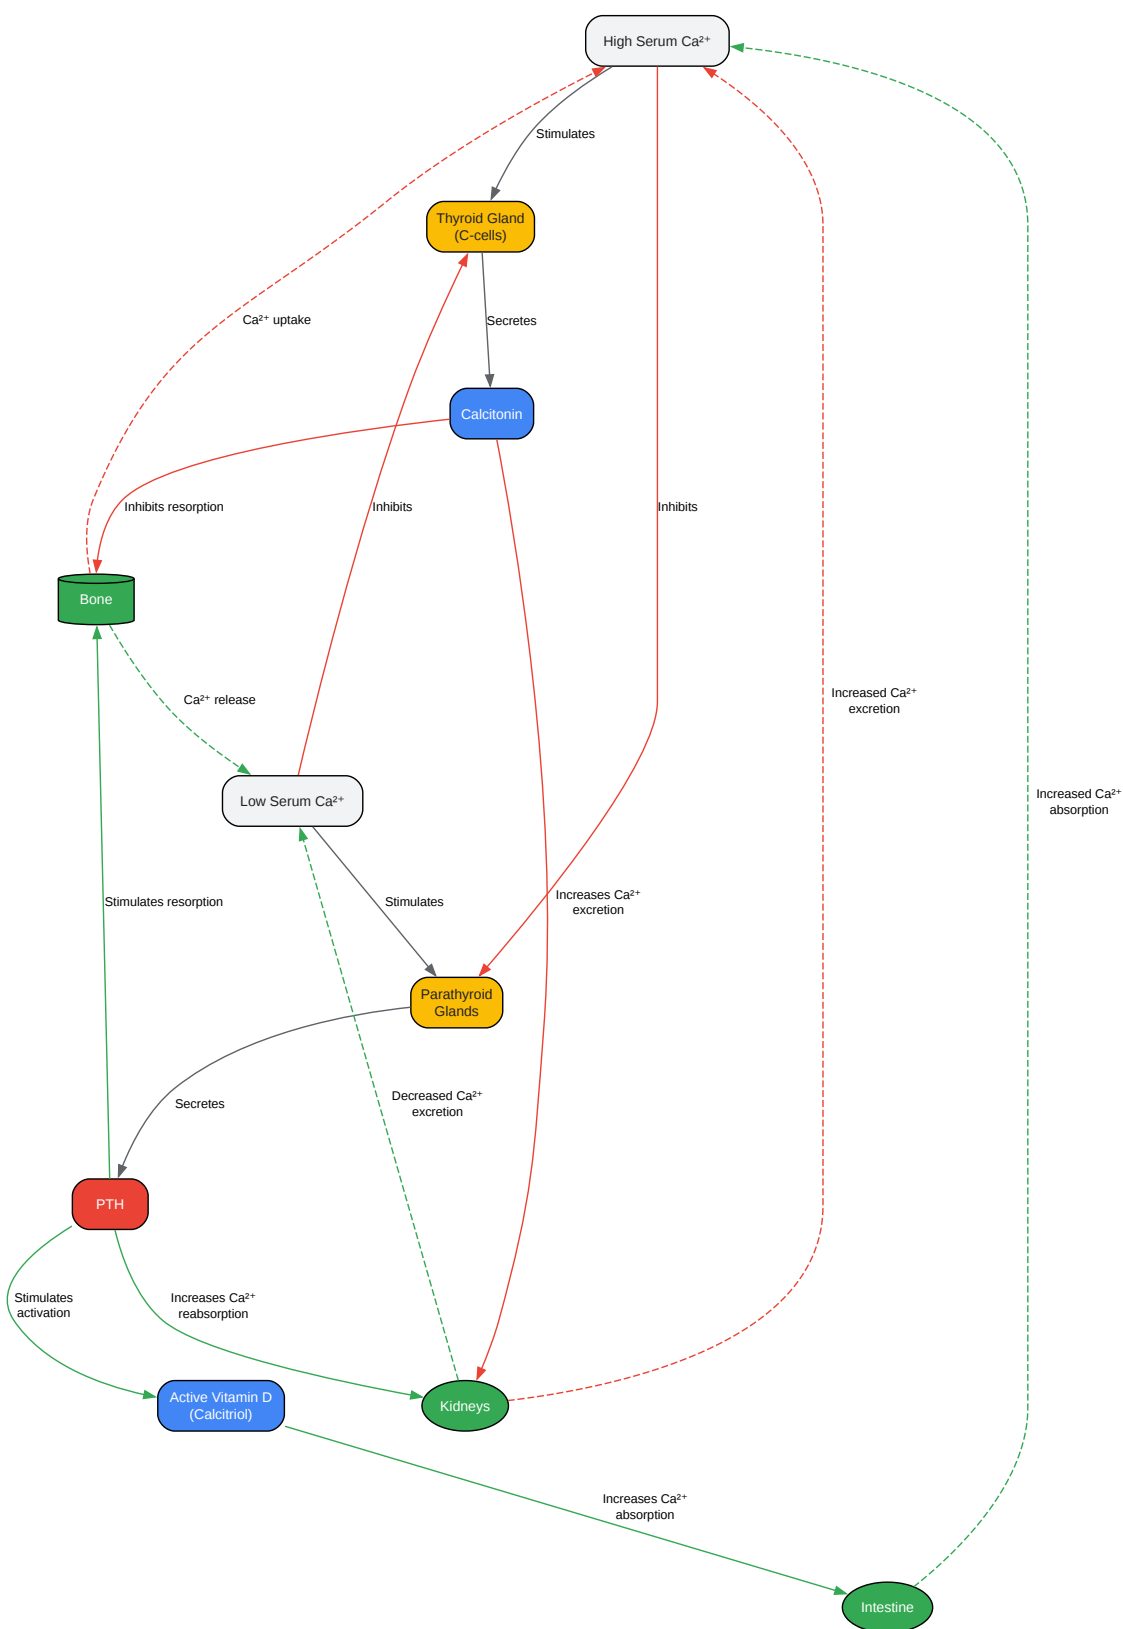 High Serum Ca²⁺
Stimulates
Thyroid Gland
(C-cells)
Ca²⁺ uptake
Secretes
Calcitonin
Inhibits resorption
Inhibits
Inhibits
Bone
Ca²⁺ release
Increased Ca²⁺
excretion
Low Serum Ca²⁺
Increased Ca²⁺
absorption
Stimulates resorption
Stimulates
Increases Ca²⁺
excretion
Parathyroid
Glands
Secretes
Decreased Ca²⁺
excretion
PTH
Stimulates
activation
Increases Ca²⁺
reabsorption
Active Vitamin D
(Calcitriol)
Kidneys
Increases Ca²⁺
absorption
Intestine